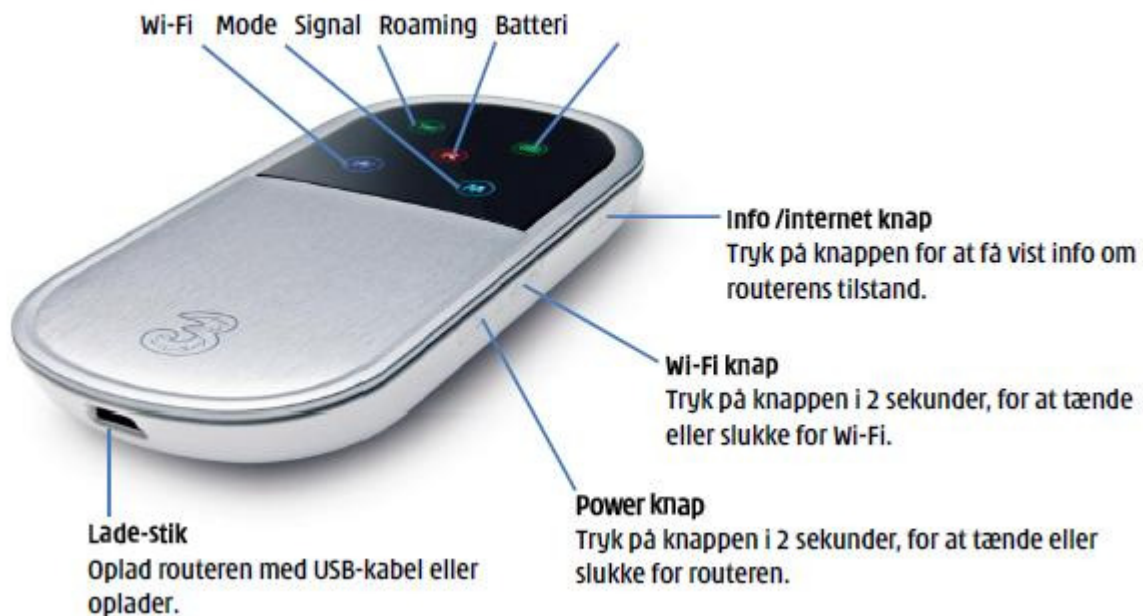 Wi-Fi Mode Signal Roaming Batteri
Info /internet knap
Tryk på knappen for at få vist info om
routerens tilstand.
Wi-Fi knap
Tryk på knappen i 2 sekunder, for at tænde
eller slukke for Wi-Fi.
Power knap
Tryk på knappen i 2 sekunder, for at tænde eller
slukke for routeren.
Lade-stik
Oplad routeren med USB-kabel eller
oplader.